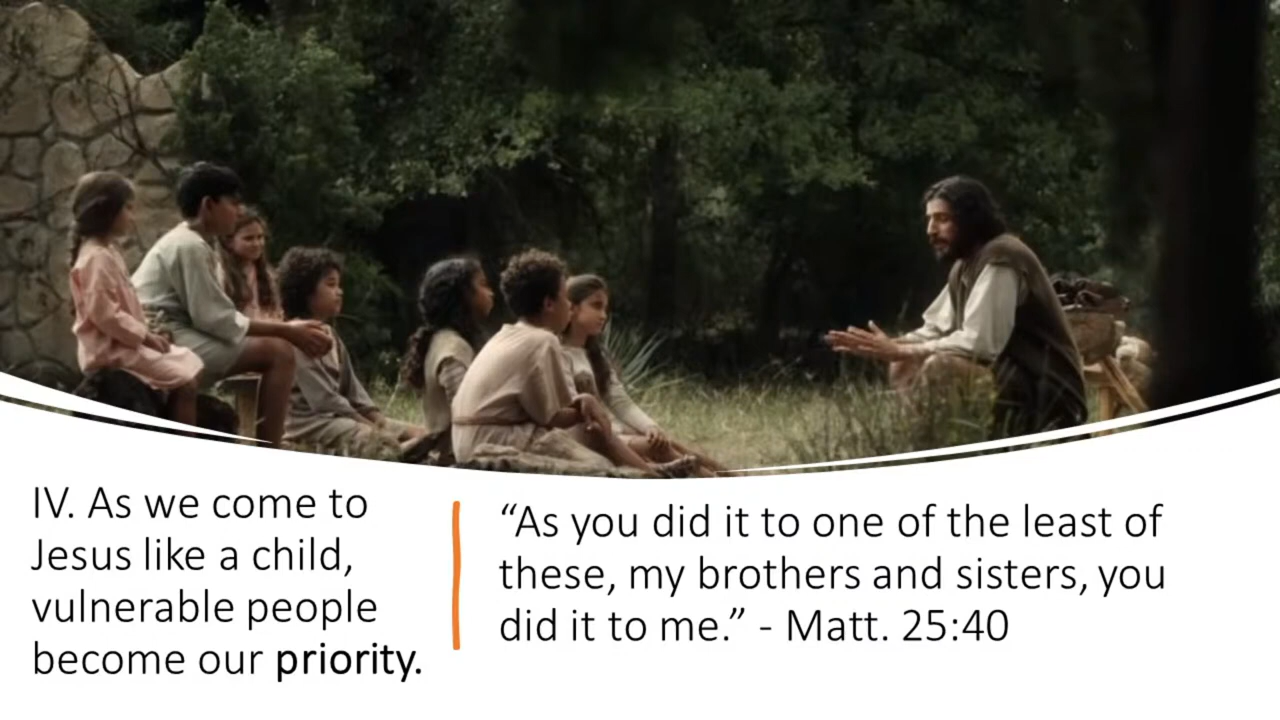 IV. As we come to
Jesus like a child,
vulnerable people
become our priority.
“As you did it to one of the least of
these, my brothers and sisters, you
did it to me.” - Matt. 25:40